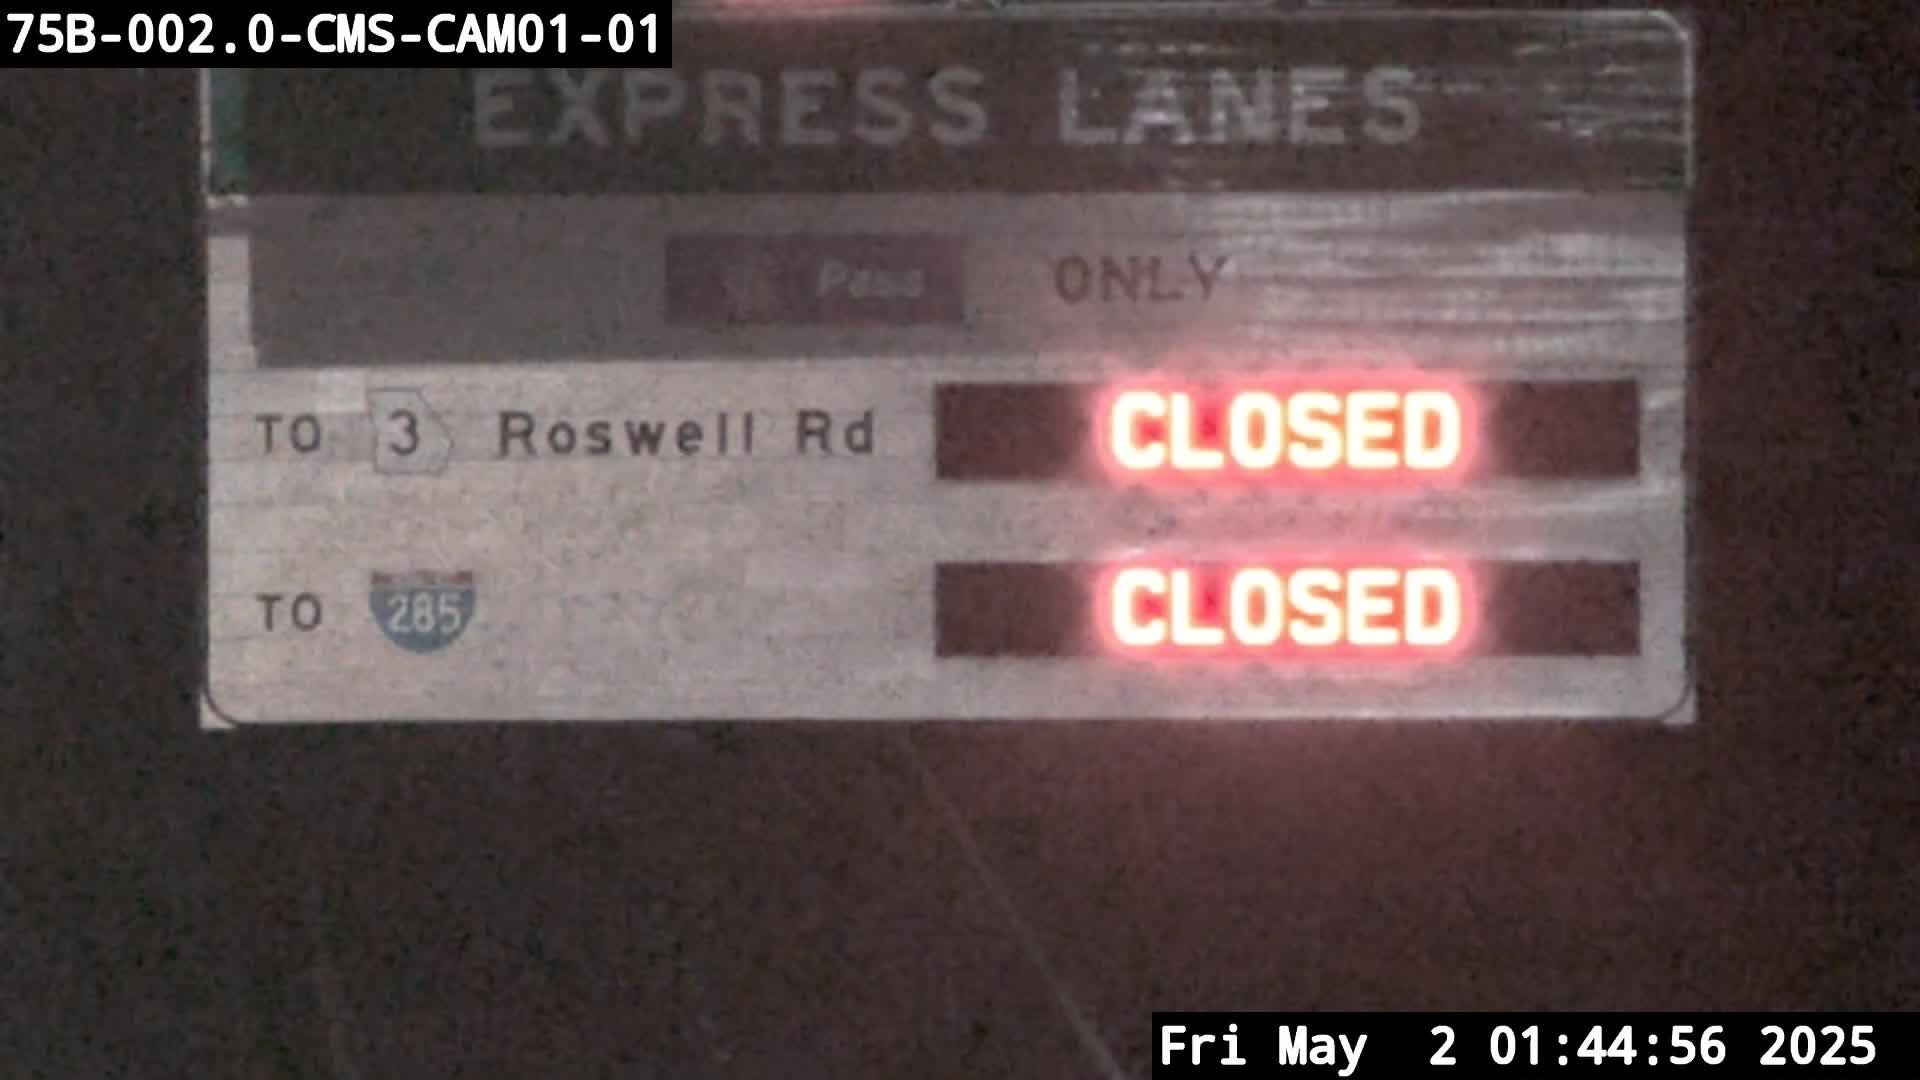 75B-002.0-CMS-CAM01-01
EXPRESS LANES
Pass ONLY
TO 3 Roswell Rd CLOSED
TO 285 CLOSED
Fri May 2 01:44:56 2025